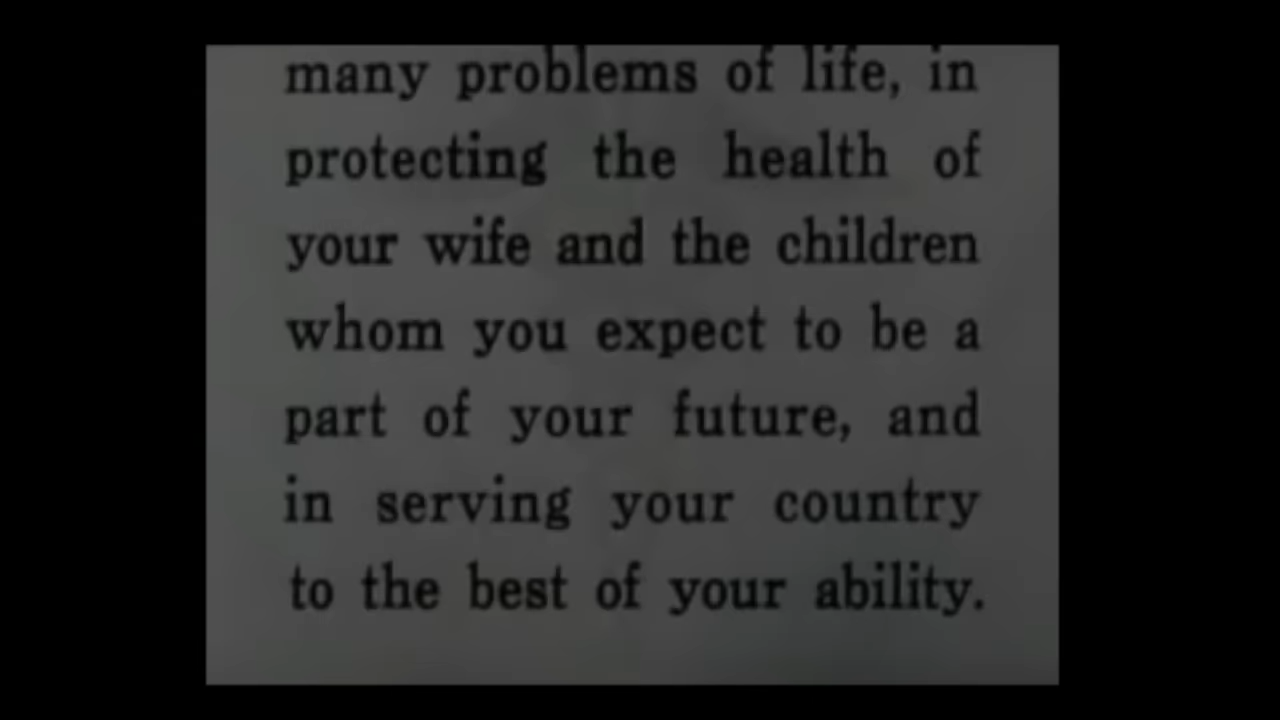 many problems of life, in
protecting the health of
your wife and the children
whom you expect to be a
part of your future, and
in serving your country
to the best of your ability.